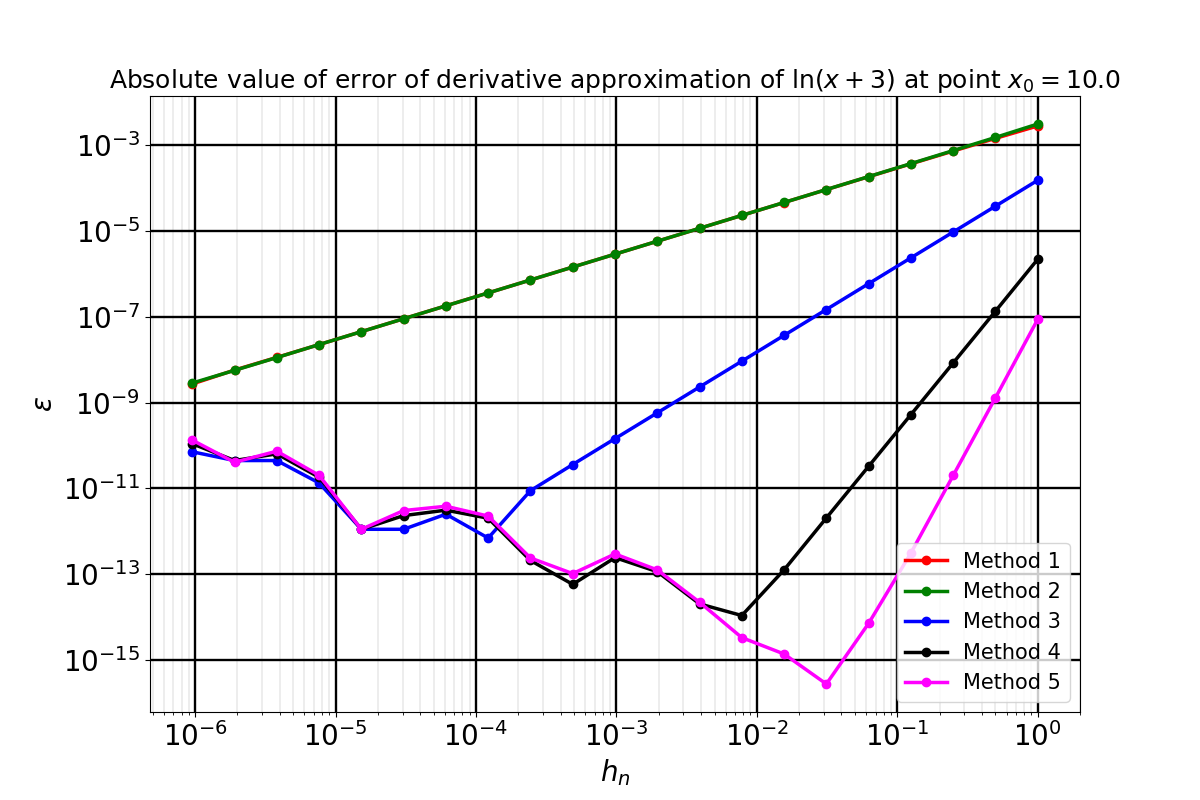 Absolute value of error of derivative approximation of ln(x + 3) at point x₀ = 10.0
10⁻³
10⁻⁵
10⁻⁷
10⁻⁹
10⁻¹¹
10⁻¹³
10⁻¹⁵
ε
Method 1
Method 2
Method 3
Method 4
Method 5
10⁻⁶ 10⁻⁵ 10⁻⁴ 10⁻³ 10⁻² 10⁻¹ 10⁰
hₙ